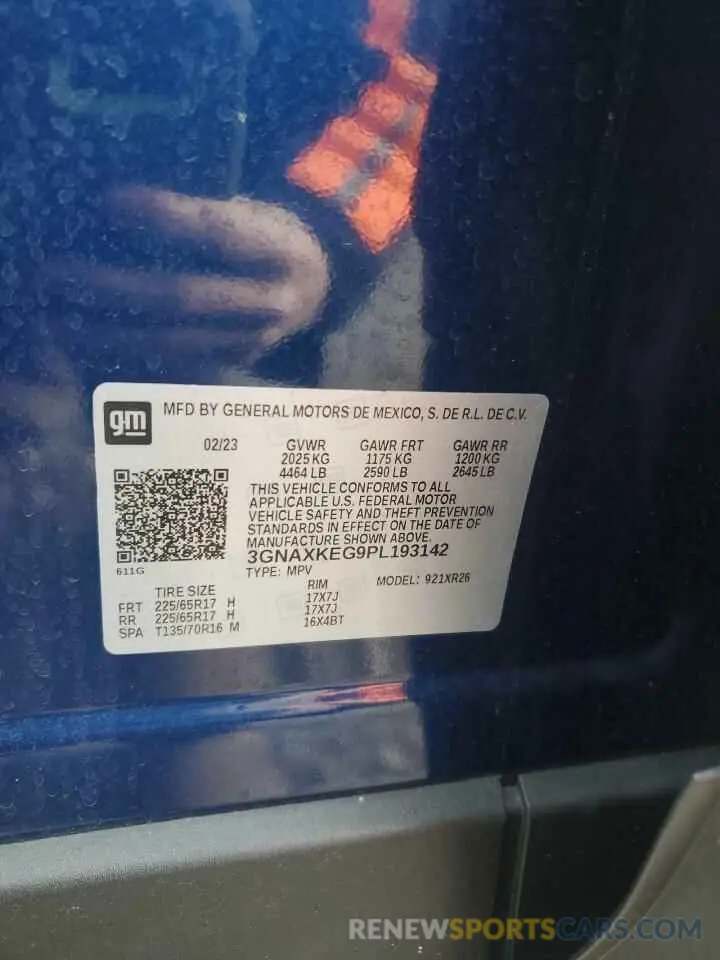 gm
MFD BY GENERAL MOTORS DE MEXICO, S. DE R.L. DE C.V.
02/23 GVWR GAWR FRT GAWR RR
2025 KG 1175 KG 1200 KG
4464 LB 2590 LB 2645 LB
THIS VEHICLE CONFORMS TO ALL
APPLICABLE U.S. FEDERAL MOTOR
VEHICLE SAFETY AND THEFT PREVENTION
STANDARDS IN EFFECT ON THE DATE OF
MANUFACTURE SHOWN ABOVE.
3GNAXKEG9PL193142
611G
TYPE: MPV MODEL: 921XR26
TIRE SIZE RIM
FRT 225/65R17 H 17X7J
RR 225/65R17 H 17X7J
SPA T135/70R16 M 16X4BT
RENEWSPORTSCARS.COM